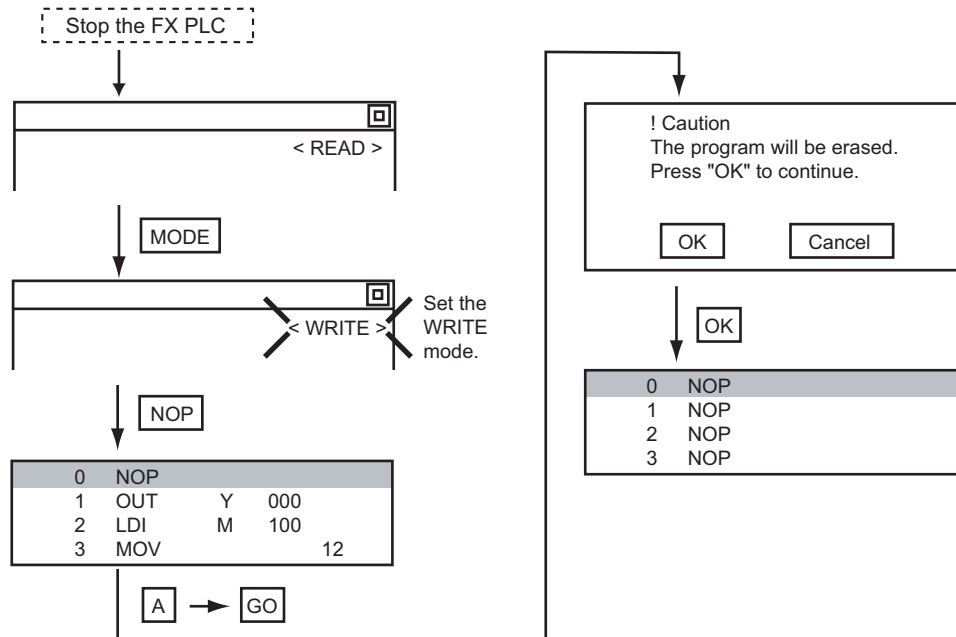 Stop the FX PLC
< READ >
MODE
< WRITE >
Set the
WRITE
mode.
NOP
0 NOP
1 OUT Y 000
2 LDI M 100
3 MOV 12
A GO
! Caution
The program will be erased.
Press "OK" to continue.
OK Cancel
OK
0 NOP
1 NOP
2 NOP
3 NOP